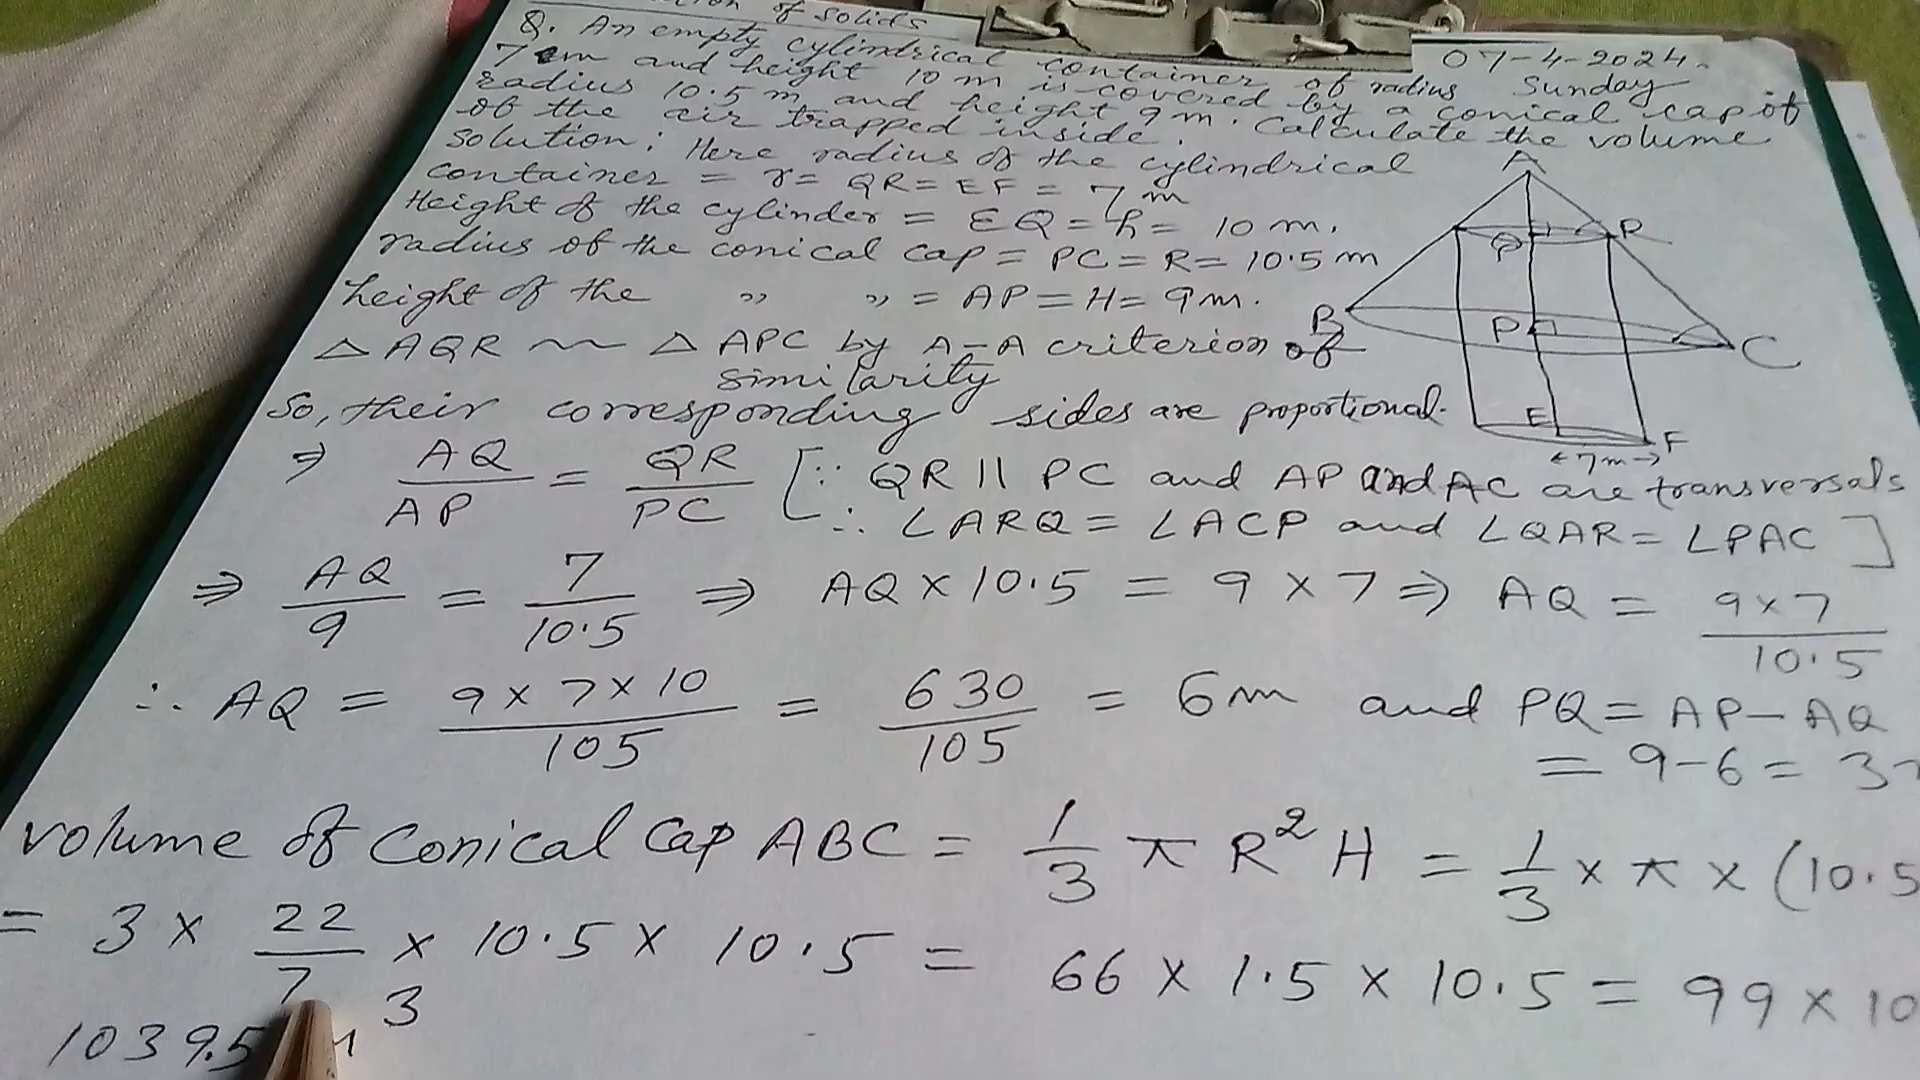 of solids
07-4-2024.
Sunday
Q. An empty cylindrical container of radius
7 cm and height 10 m is covered by a conical cap of
radius 10.5 m and height 9 m. Calculate the volume
of the air trapped inside.
Solution: Here radius of the cylindrical
container = r = QR = EF = 7 m
Height of the cylinder = EQ = h = 10 m.
radius of the conical cap = PC = R = 10.5 m
height of the " " = AP = H = 9 m.
△ AQR ~ △ APC by A-A criterion of
similarity
A
R
B
P
C
E
F
7m
So, their corresponding sides are proportional.
⇒ AQ/AP = QR/PC [∵ QR || PC and AP and AC are transversals
∴ ∠ARQ = ∠ACP and ∠QAR = ∠PAC]
⇒ AQ/9 = 7/10.5 ⇒ AQ × 10.5 = 9 × 7 ⇒ AQ = 9×7/10.5
∴ AQ = 9×7×10/105 = 630/105 = 6m and PQ = AP - AQ
= 9-6 = 3
Volume of Conical Cap ABC = 1/3 π R² H = 1/3 × π × (10.5
= 3 × 22/7 × 10.5 × 10.5 = 66 × 1.5 × 10.5 = 99 × 10
1039.5 m³